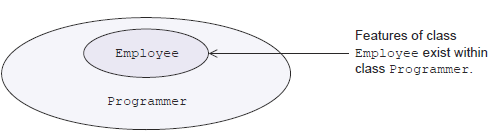 Employee
Programmer
Features of class
Employee exist within
class Programmer.